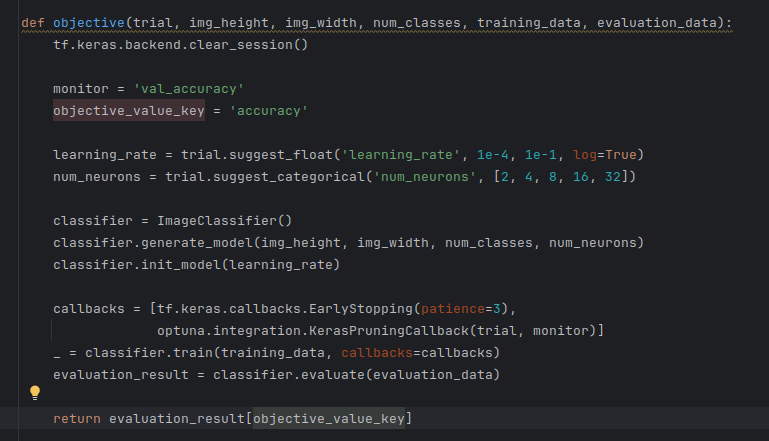 def objective(trial, img_height, img_width, num_classes, training_data, evaluation_data):
tf.keras.backend.clear_session()
monitor = 'val_accuracy'
objective_value_key = 'accuracy'
learning_rate = trial.suggest_float('learning_rate', 1e-4, 1e-1, log=True)
num_neurons = trial.suggest_categorical('num_neurons', [2, 4, 8, 16, 32])
classifier = ImageClassifier()
classifier.generate_model(img_height, img_width, num_classes, num_neurons)
classifier.init_model(learning_rate)
callbacks = [tf.keras.callbacks.EarlyStopping(patience=3),
optuna.integration.KerasPruningCallback(trial, monitor)]
_ = classifier.train(training_data, callbacks=callbacks)
evaluation_result = classifier.evaluate(evaluation_data)
return evaluation_result[objective_value_key]